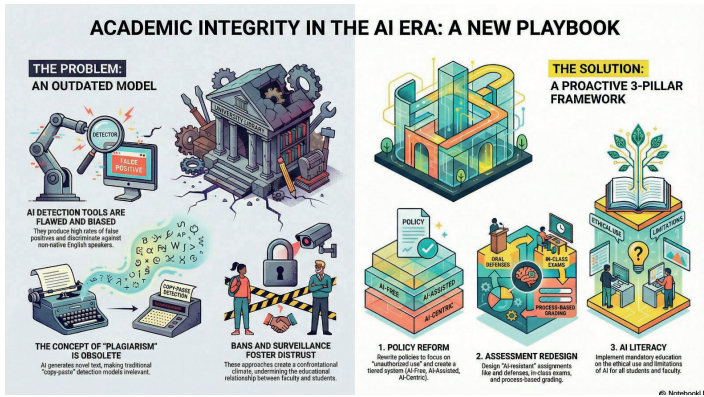 ACADEMIC INTEGRITY IN THE AI ERA: A NEW PLAYBOOK
THE PROBLEM:
AN OUTDATED MODEL
DETECTOR
FALSE
POSITIVE
UNIVERSITY LIBRARY
AI DETECTION TOOLS ARE
FLAWED AND BIASED
They produce high rates of false
positives and discriminate against
non-native English speakers.
COPY-PASTE
DETECTION
THE CONCEPT OF "PLAGIARISM"
IS OBSOLETE
AI generates novel text, making traditional
"copy-paste" detection models irrelevant.
BANS AND SURVEILLANCE
FOSTER DISTRUST
These approaches create a confrontational
climate, undermining the educational
relationship between faculty and students.
THE SOLUTION:
A PROACTIVE 3-PILLAR
FRAMEWORK
POLICY
AI-FREE
AI-ASSISTED
AI-CENTRIC
1. POLICY REFORM
Rewrite policies to focus on
"unauthorized use" and create a
tiered system (AI-Free, AI-Assisted,
AI-Centric).
ORAL
DEFENSES
IN-CLASS
EXAMS
PROCESS-BASED
GRADING
2. ASSESSMENT REDESIGN
Design "AI-resistant" assignments
like and defenses, in-class exams,
and process-based grading.
ETHICAL USE
LIMITATIONS
?
3. AI LITERACY
Implement mandatory education
on the ethical use and limitations
of AI for all students and faculty.